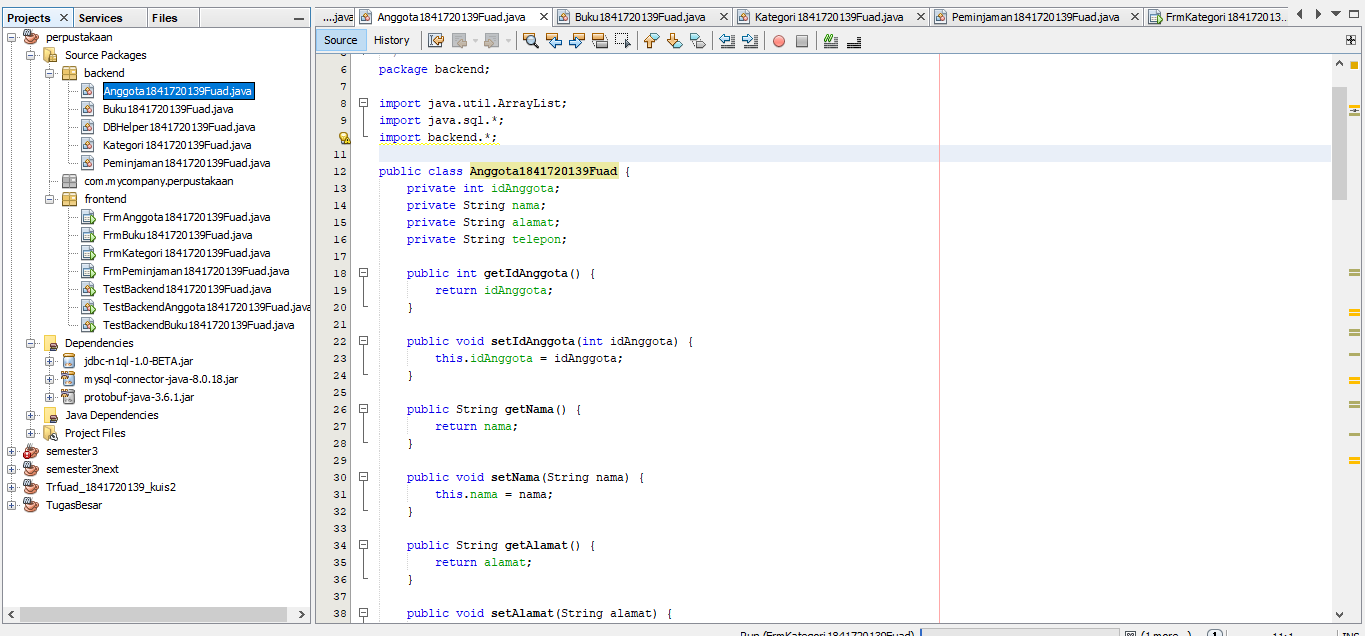 Projects
Services
Files
....java
Anggota1841720139Fuad.java
Buku1841720139Fuad.java
Kategori1841720139Fuad.java
Peminjaman1841720139Fuad.java
FrmKategori184172013...
Source
History
perpustakaan
Source Packages
backend
Anggota1841720139Fuad.java
Buku1841720139Fuad.java
DBHelper1841720139Fuad.java
Kategori1841720139Fuad.java
Peminjaman1841720139Fuad.java
com.mycompany.perpustakaan
frontend
FrmAnggota1841720139Fuad.java
FrmBuku1841720139Fuad.java
FrmKategori1841720139Fuad.java
FrmPeminjaman1841720139Fuad.java
TestBackend1841720139Fuad.java
TestBackendAnggota1841720139Fuad.java
TestBackendBuku1841720139Fuad.java
Dependencies
jdbc-n1ql-1.0-BETA.jar
mysql-connector-java-8.0.18.jar
protobuf-java-3.6.1.jar
Java Dependencies
Project Files
semester3
semester3next
Trfuad_1841720139_kuis2
TugasBesar
6 package backend;
7
8 import java.util.ArrayList;
9 import java.sql.*;
import backend.*;
11
12 public class Anggota1841720139Fuad {
13 private int idAnggota;
14 private String nama;
15 private String alamat;
16 private String telepon;
17
18 public int getIdAnggota() {
19 return idAnggota;
20 }
21
22 public void setIdAnggota(int idAnggota) {
23 this.idAnggota = idAnggota;
24 }
25
26 public String getNama() {
27 return nama;
28 }
29
30 public void setNama(String nama) {
31 this.nama = nama;
32 }
33
34 public String getAlamat() {
35 return alamat;
36 }
37
38 public void setAlamat(String alamat) {
Run (FrmKategori1841720139Fuad)
(1 more...)
1
11:1
INS